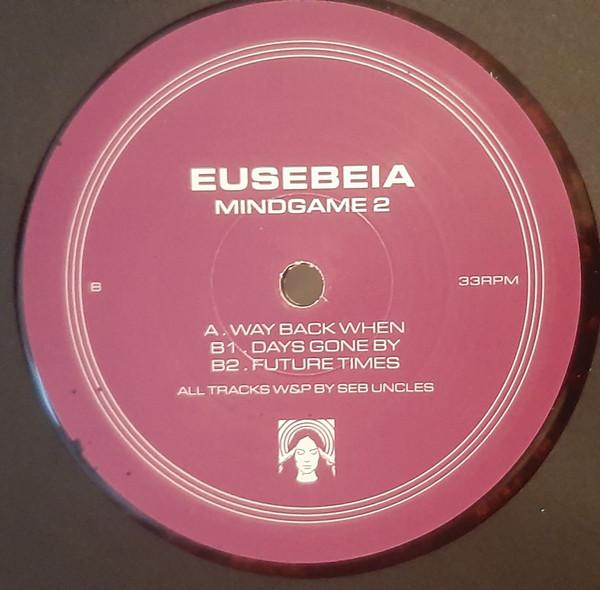 EUSEBEIA
MINDGAME 2
B
33RPM
A . WAY BACK WHEN
B1 . DAYS GONE BY
B2 . FUTURE TIMES
ALL TRACKS W&P BY SEB UNCLES